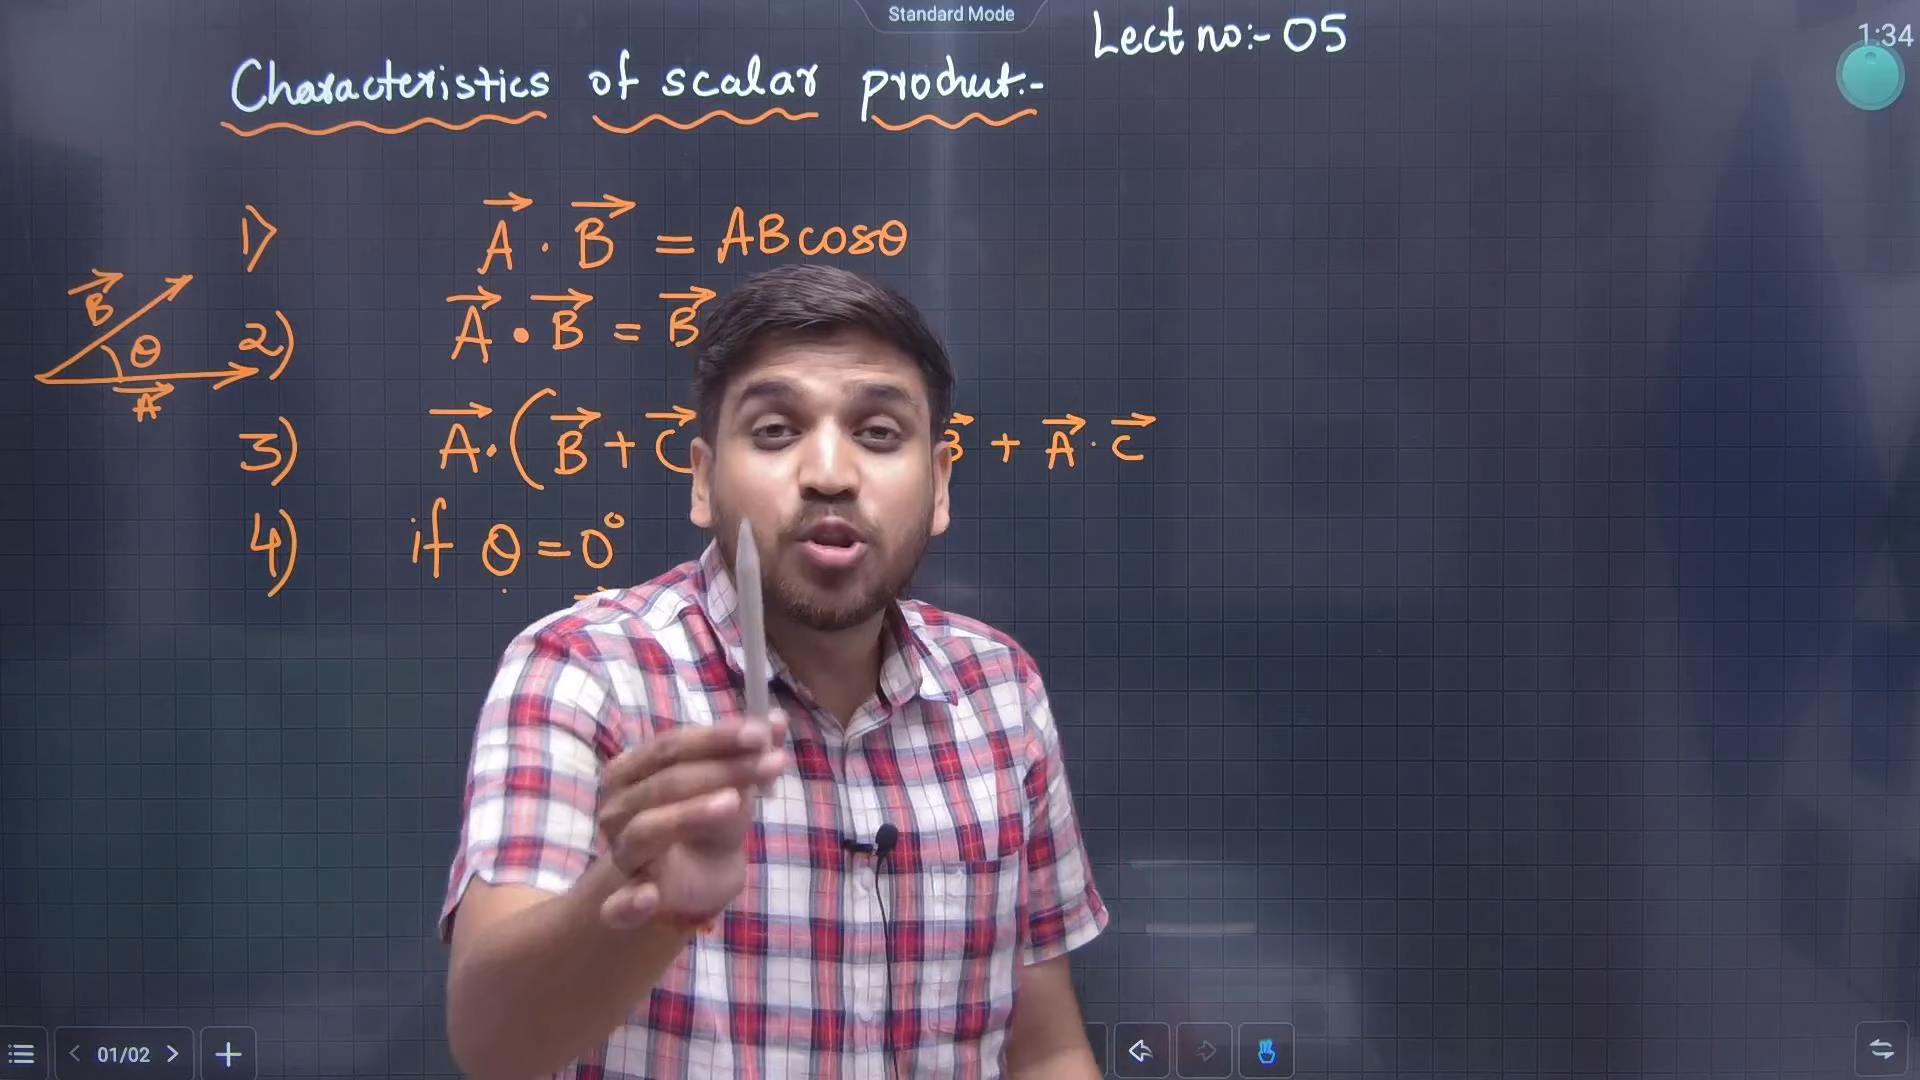 Standard Mode
Lect no:- 05
1:34
Characteristics of scalar product:-
1) A⃗ · B⃗ = AB cosθ
B⃗
θ
A⃗
2) A⃗ · B⃗ = B⃗
3) A⃗ · ( B⃗ + C⃗ + A⃗ · C⃗
4) if θ = 0°
01/02